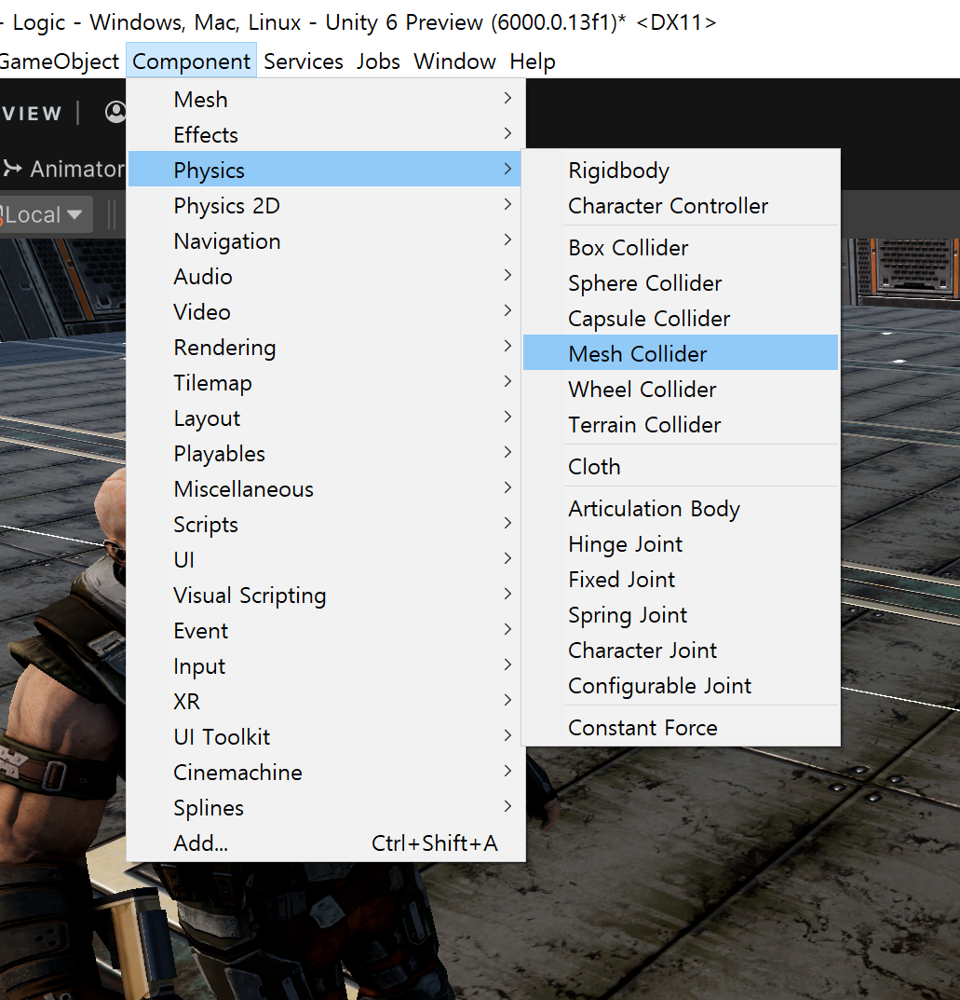 - Logic - Windows, Mac, Linux - Unity 6 Preview (6000.0.13f1)* <DX11>
GameObject Component Services Jobs Window Help
VIEW
Animator
Local
Mesh
Effects
Physics
Physics 2D
Navigation
Audio
Video
Rendering
Tilemap
Layout
Playables
Miscellaneous
Scripts
UI
Visual Scripting
Event
Input
XR
UI Toolkit
Cinemachine
Splines
Add... Ctrl+Shift+A
Rigidbody
Character Controller
Box Collider
Sphere Collider
Capsule Collider
Mesh Collider
Wheel Collider
Terrain Collider
Cloth
Articulation Body
Hinge Joint
Fixed Joint
Spring Joint
Character Joint
Configurable Joint
Constant Force